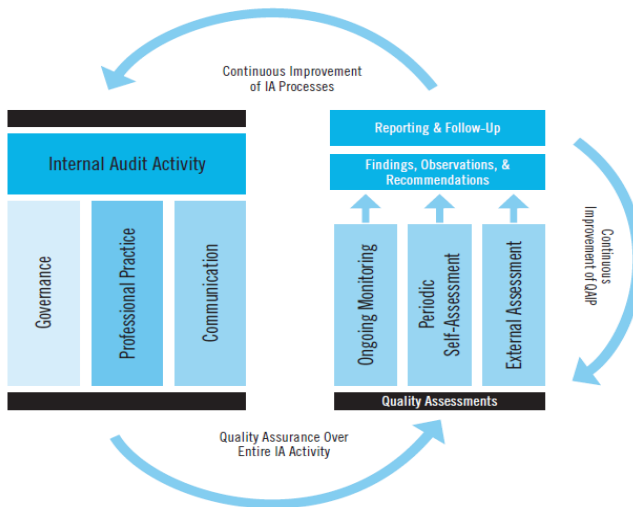 Continuous Improvement
of IA Processes
Internal Audit Activity
Governance
Professional Practice
Communication
Reporting & Follow-Up
Findings, Observations, &
Recommendations
Ongoing Monitoring
Periodic
Self-Assessment
External Assessment
Quality Assessments
Continuous
Improvement of QAIP
Quality Assurance Over
Entire IA Activity